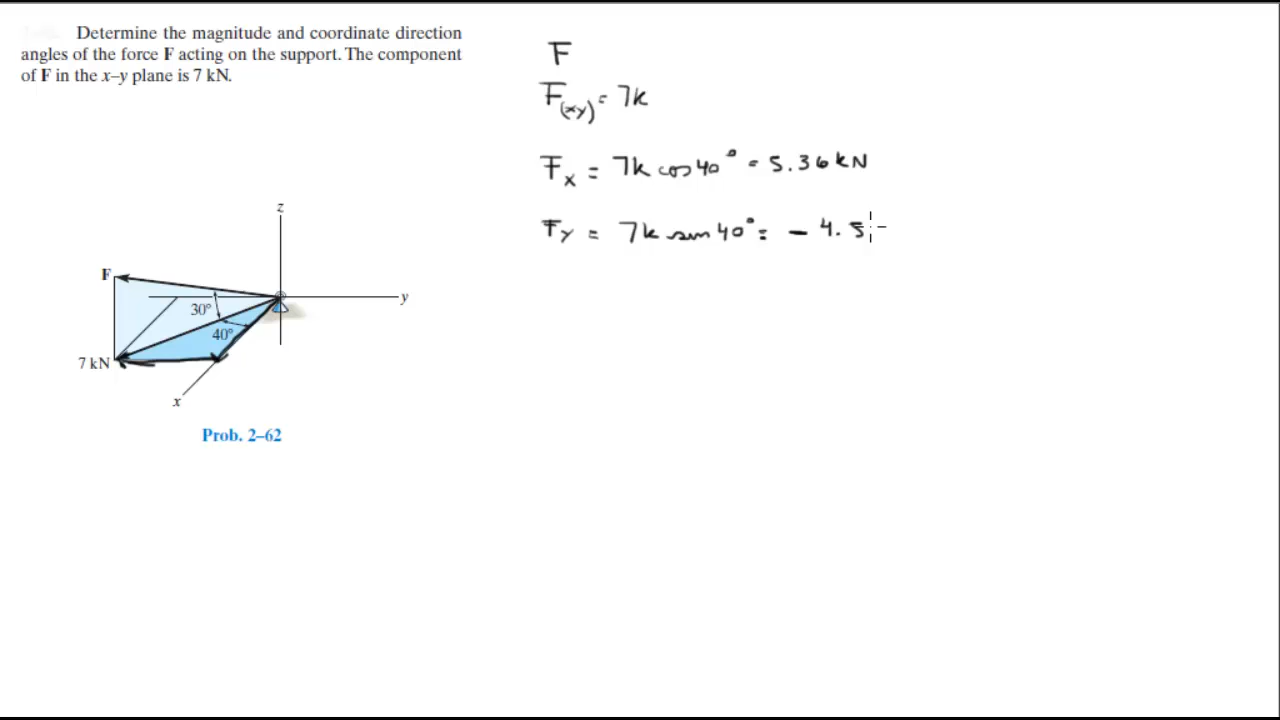 Determine the magnitude and coordinate direction
angles of the force F acting on the support. The component
of F in the x–y plane is 7 kN.
F
F(xy) = 7k
Fx = 7k cos 40° = 5.36 kN
Fy = 7k sin 40° = – 4.5
z
F
y
30°
40°
7 kN
x
Prob. 2–62